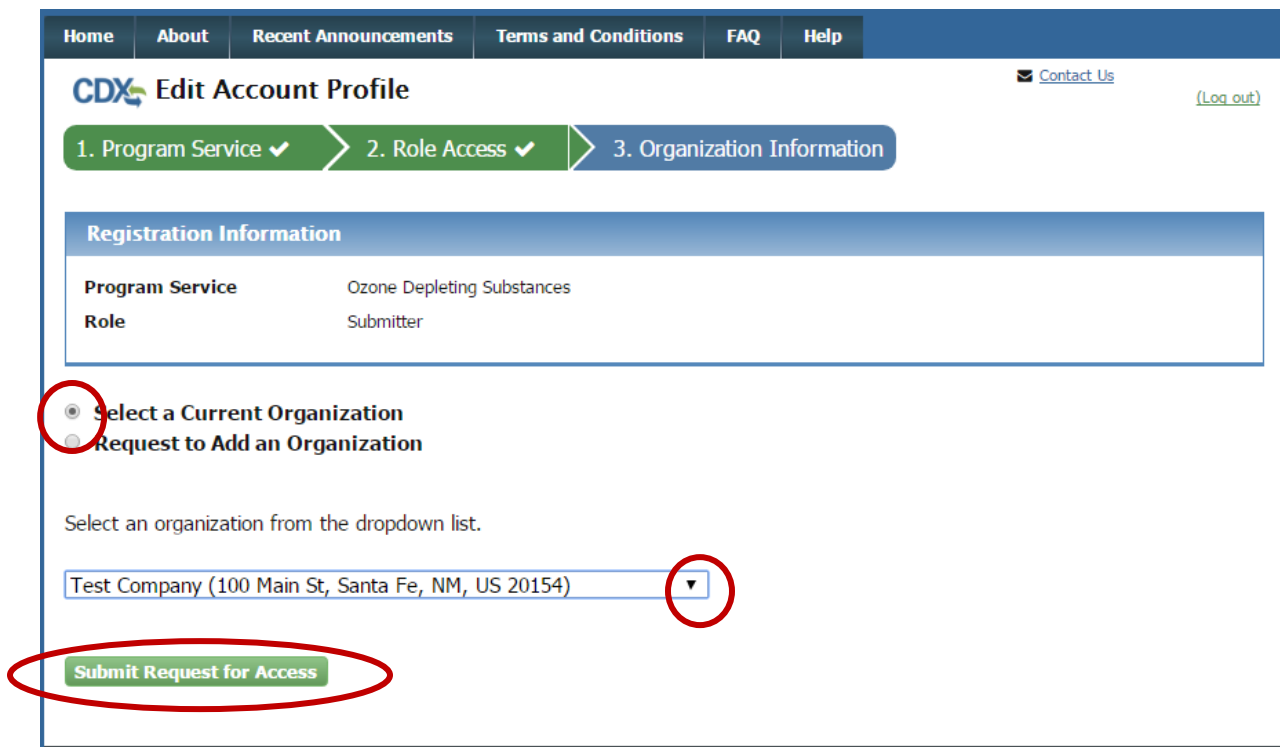 Home About Recent Announcements Terms and Conditions FAQ Help
CDX Edit Account Profile
Contact Us
(Log out)
1. Program Service ✔ 2. Role Access ✔ 3. Organization Information
Registration Information
Program Service Ozone Depleting Substances
Role Submitter
Select a Current Organization
Request to Add an Organization
Select an organization from the dropdown list.
Test Company (100 Main St, Santa Fe, NM, US 20154)
Submit Request for Access